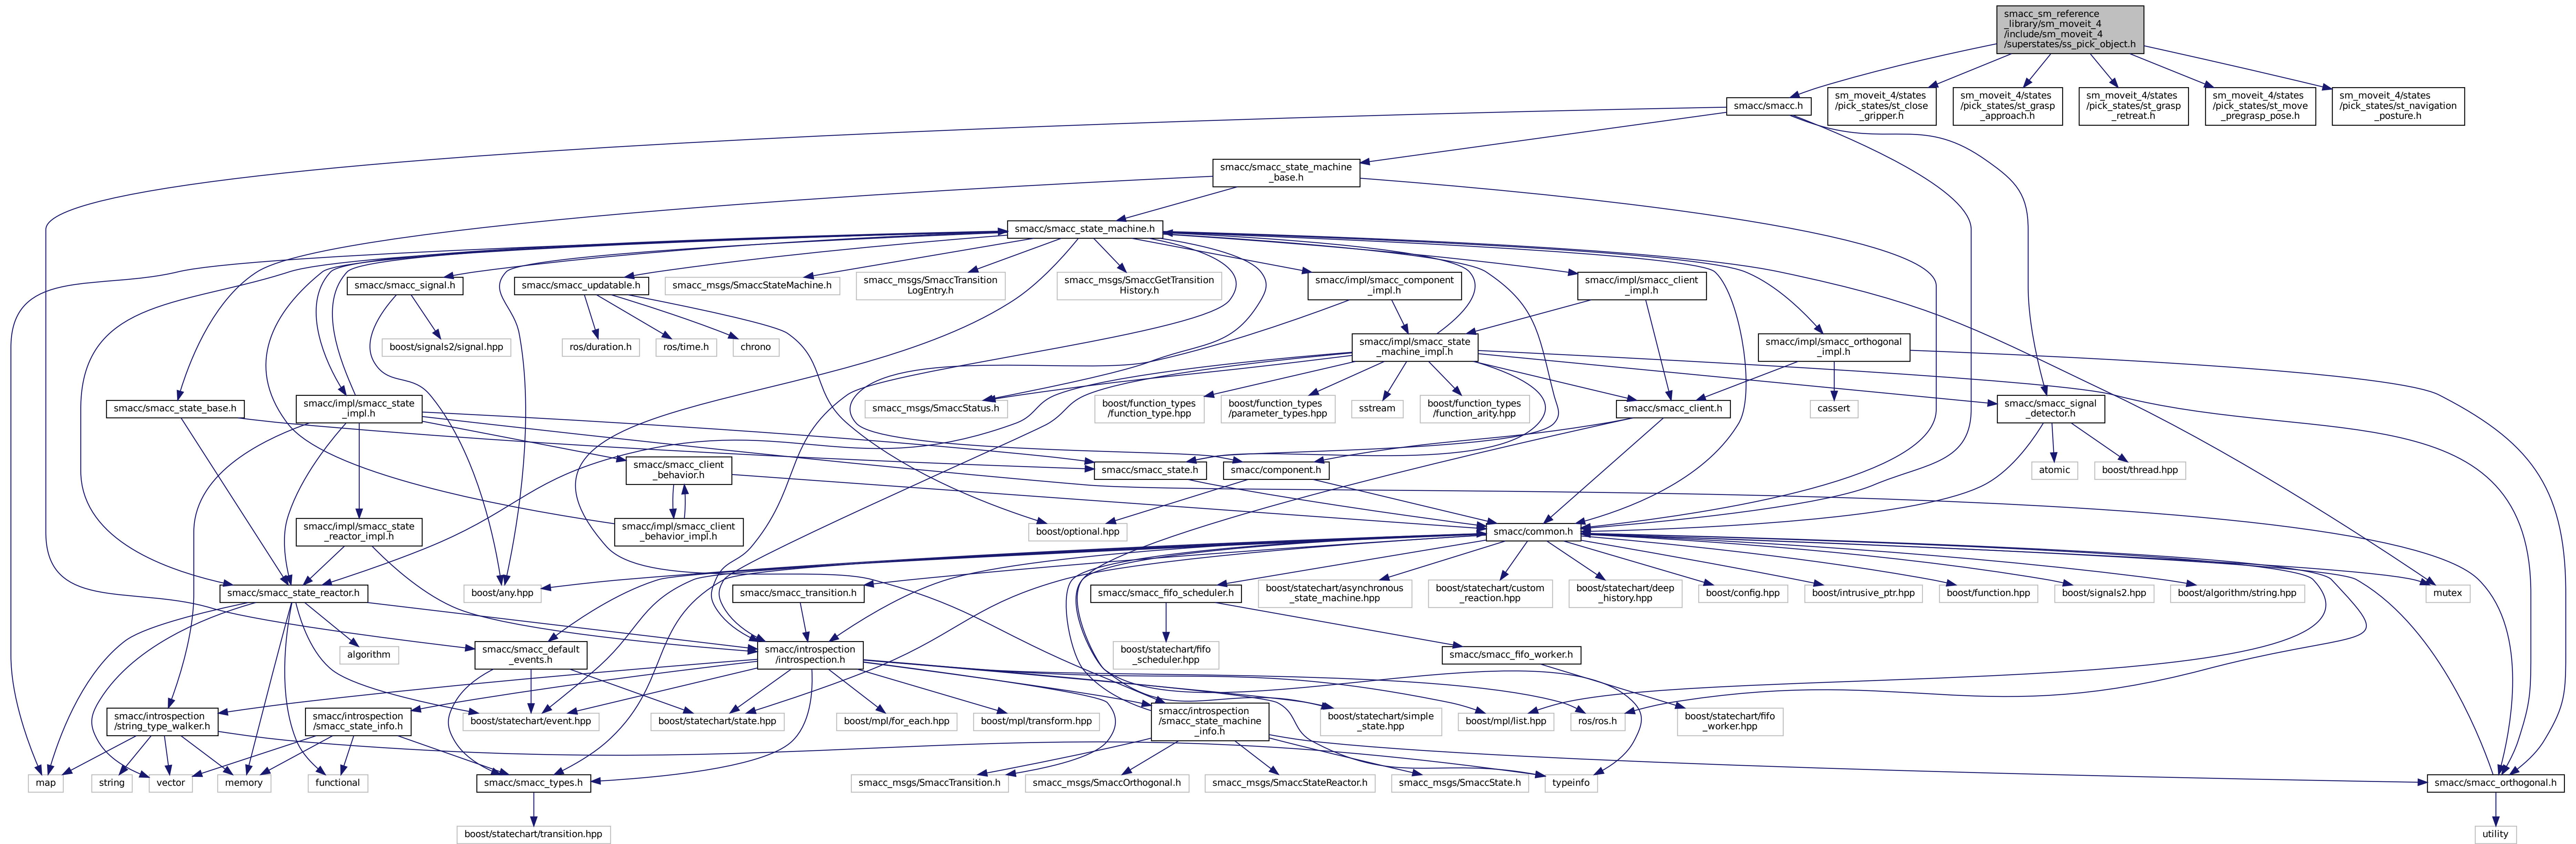 smacc_sm_reference
_library/sm_moveit_4
/include/sm_moveit_4
/superstates/ss_pick_object.h
smacc/smacc.h
sm_moveit_4/states
/pick_states/st_close
_gripper.h
sm_moveit_4/states
/pick_states/st_grasp
_approach.h
sm_moveit_4/states
/pick_states/st_grasp
_retreat.h
sm_moveit_4/states
/pick_states/st_move
_pregrasp_pose.h
sm_moveit_4/states
/pick_states/st_navigation
_posture.h
smacc/smacc_state_machine
_base.h
smacc/smacc_state_machine.h
smacc/smacc_signal.h
smacc/smacc_updatable.h
smacc_msgs/SmaccStateMachine.h
smacc_msgs/SmaccTransition
LogEntry.h
smacc_msgs/SmaccGetTransition
History.h
smacc/impl/smacc_component
_impl.h
smacc/impl/smacc_client
_impl.h
boost/signals2/signal.hpp
ros/duration.h
ros/time.h
chrono
smacc/impl/smacc_state
_machine_impl.h
smacc/impl/smacc_orthogonal
_impl.h
smacc/smacc_state_base.h
smacc/impl/smacc_state
_impl.h
smacc_msgs/SmaccStatus.h
boost/function_types
/function_type.hpp
boost/function_types
/parameter_types.hpp
sstream
boost/function_types
/function_arity.hpp
smacc/smacc_client.h
cassert
smacc/smacc_signal
_detector.h
smacc/smacc_client
_behavior.h
smacc/smacc_state.h
smacc/component.h
atomic
boost/thread.hpp
smacc/impl/smacc_state
_reactor_impl.h
smacc/impl/smacc_client
_behavior_impl.h
boost/optional.hpp
smacc/common.h
smacc/smacc_state_reactor.h
boost/any.hpp
smacc/smacc_transition.h
smacc/smacc_fifo_scheduler.h
boost/statechart/asynchronous
_state_machine.hpp
boost/statechart/custom
_reaction.hpp
boost/statechart/deep
_history.hpp
boost/config.hpp
boost/intrusive_ptr.hpp
boost/function.hpp
boost/signals2.hpp
boost/algorithm/string.hpp
mutex
algorithm
smacc/smacc_default
_events.h
smacc/introspection
/introspection.h
boost/statechart/fifo
_scheduler.hpp
smacc/smacc_fifo_worker.h
smacc/introspection
/string_type_walker.h
smacc/introspection
/smacc_state_info.h
boost/statechart/event.hpp
boost/statechart/state.hpp
boost/mpl/for_each.hpp
boost/mpl/transform.hpp
smacc/introspection
/smacc_state_machine
_info.h
boost/statechart/simple
_state.hpp
boost/mpl/list.hpp
ros/ros.h
boost/statechart/fifo
_worker.hpp
map
string
vector
memory
functional
smacc/smacc_types.h
smacc_msgs/SmaccTransition.h
smacc_msgs/SmaccOrthogonal.h
smacc_msgs/SmaccStateReactor.h
smacc_msgs/SmaccState.h
typeinfo
smacc/smacc_orthogonal.h
boost/statechart/transition.hpp
utility